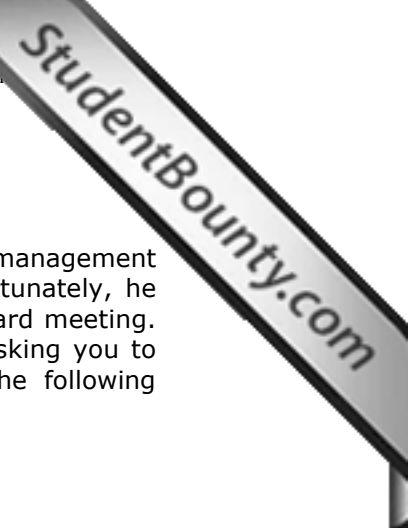 StudentBounty.com
management
tunately, he
ard meeting.
sking you to
he following